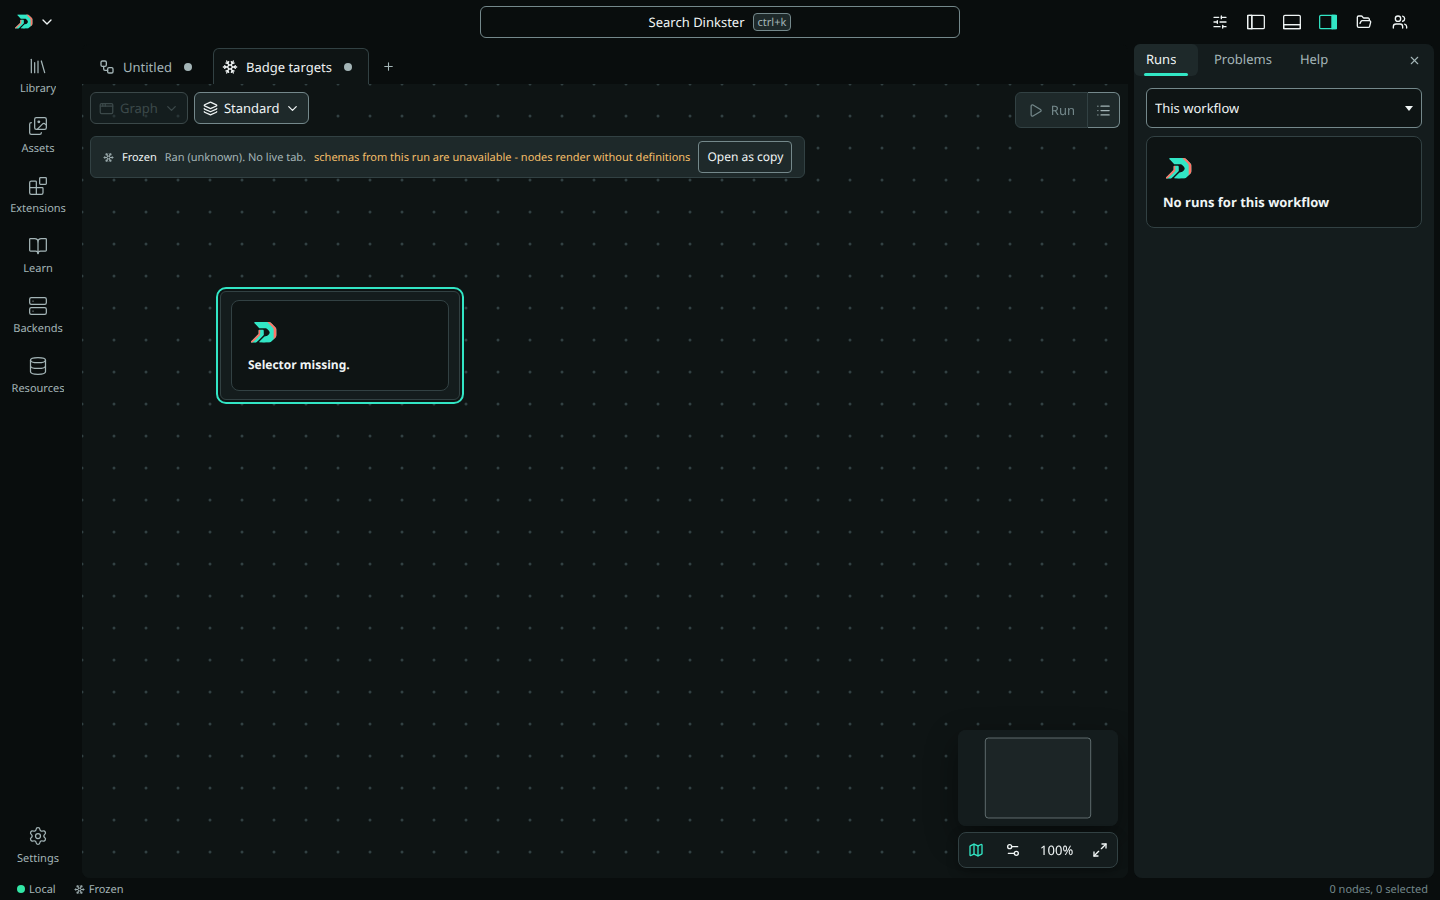 Search Dinkster ctrl+k
Library
Assets
Extensions
Learn
Backends
Resources
Settings
Untitled
Badge targets
Graph
Standard
Run
Frozen Ran (unknown). No live tab. schemas from this run are unavailable - nodes render without definitions Open as copy
Selector missing.
100%
Runs Problems Help
This workflow
No runs for this workflow
Local Frozen
0 nodes, 0 selected